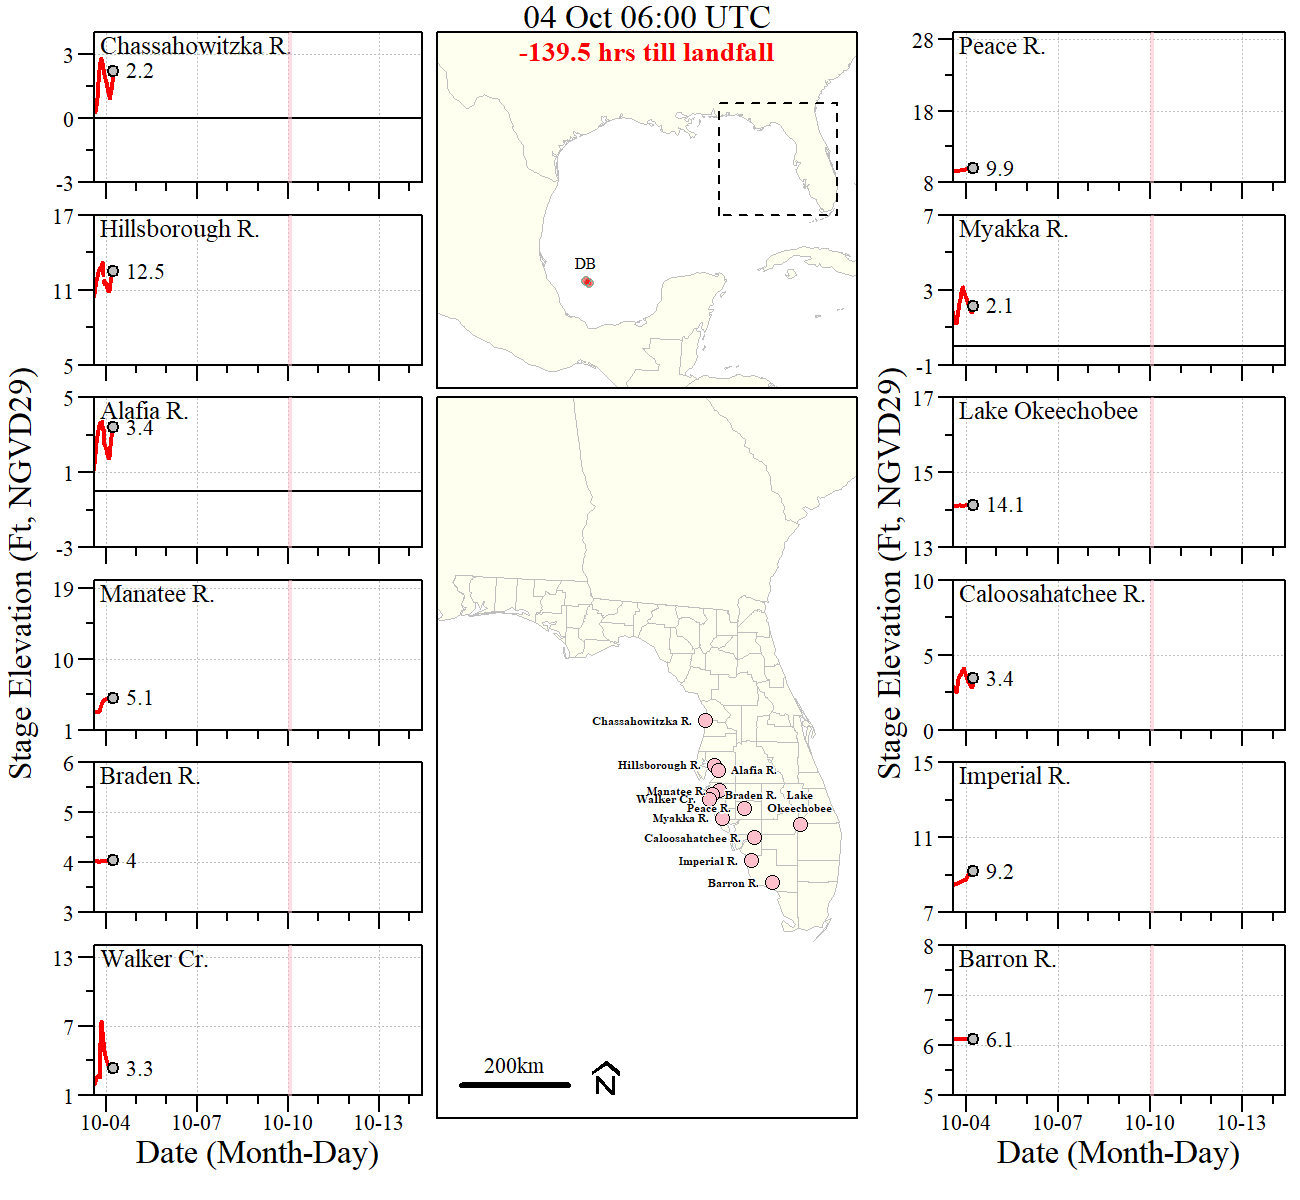 04 Oct 06:00 UTC
-139.5 hrs till landfall
DB
Stage Elevation (Ft, NGVD29)
Chassahowitzka R.
3
0
-3
2.2
Hillsborough R.
17
11
5
12.5
Alafia R.
5
1
-3
3.4
Manatee R.
19
10
1
5.1
Braden R.
6
5
4
3
4
Walker Cr.
13
7
1
3.3
10-04 10-07 10-10 10-13
Date (Month-Day)
Chassahowitzka R.
Hillsborough R.
Alafia R.
Manatee R.
Braden R.
Lake
Okeechobee
Walker Cr.
Peace R.
Myakka R.
Caloosahatchee R.
Imperial R.
Barron R.
200km
N
Stage Elevation (Ft, NGVD29)
Peace R.
28
18
8
9.9
Myakka R.
7
3
-1
2.1
Lake Okeechobee
17
15
13
14.1
Caloosahatchee R.
10
5
0
3.4
Imperial R.
15
11
7
9.2
Barron R.
8
7
6
5
6.1
10-04 10-07 10-10 10-13
Date (Month-Day)